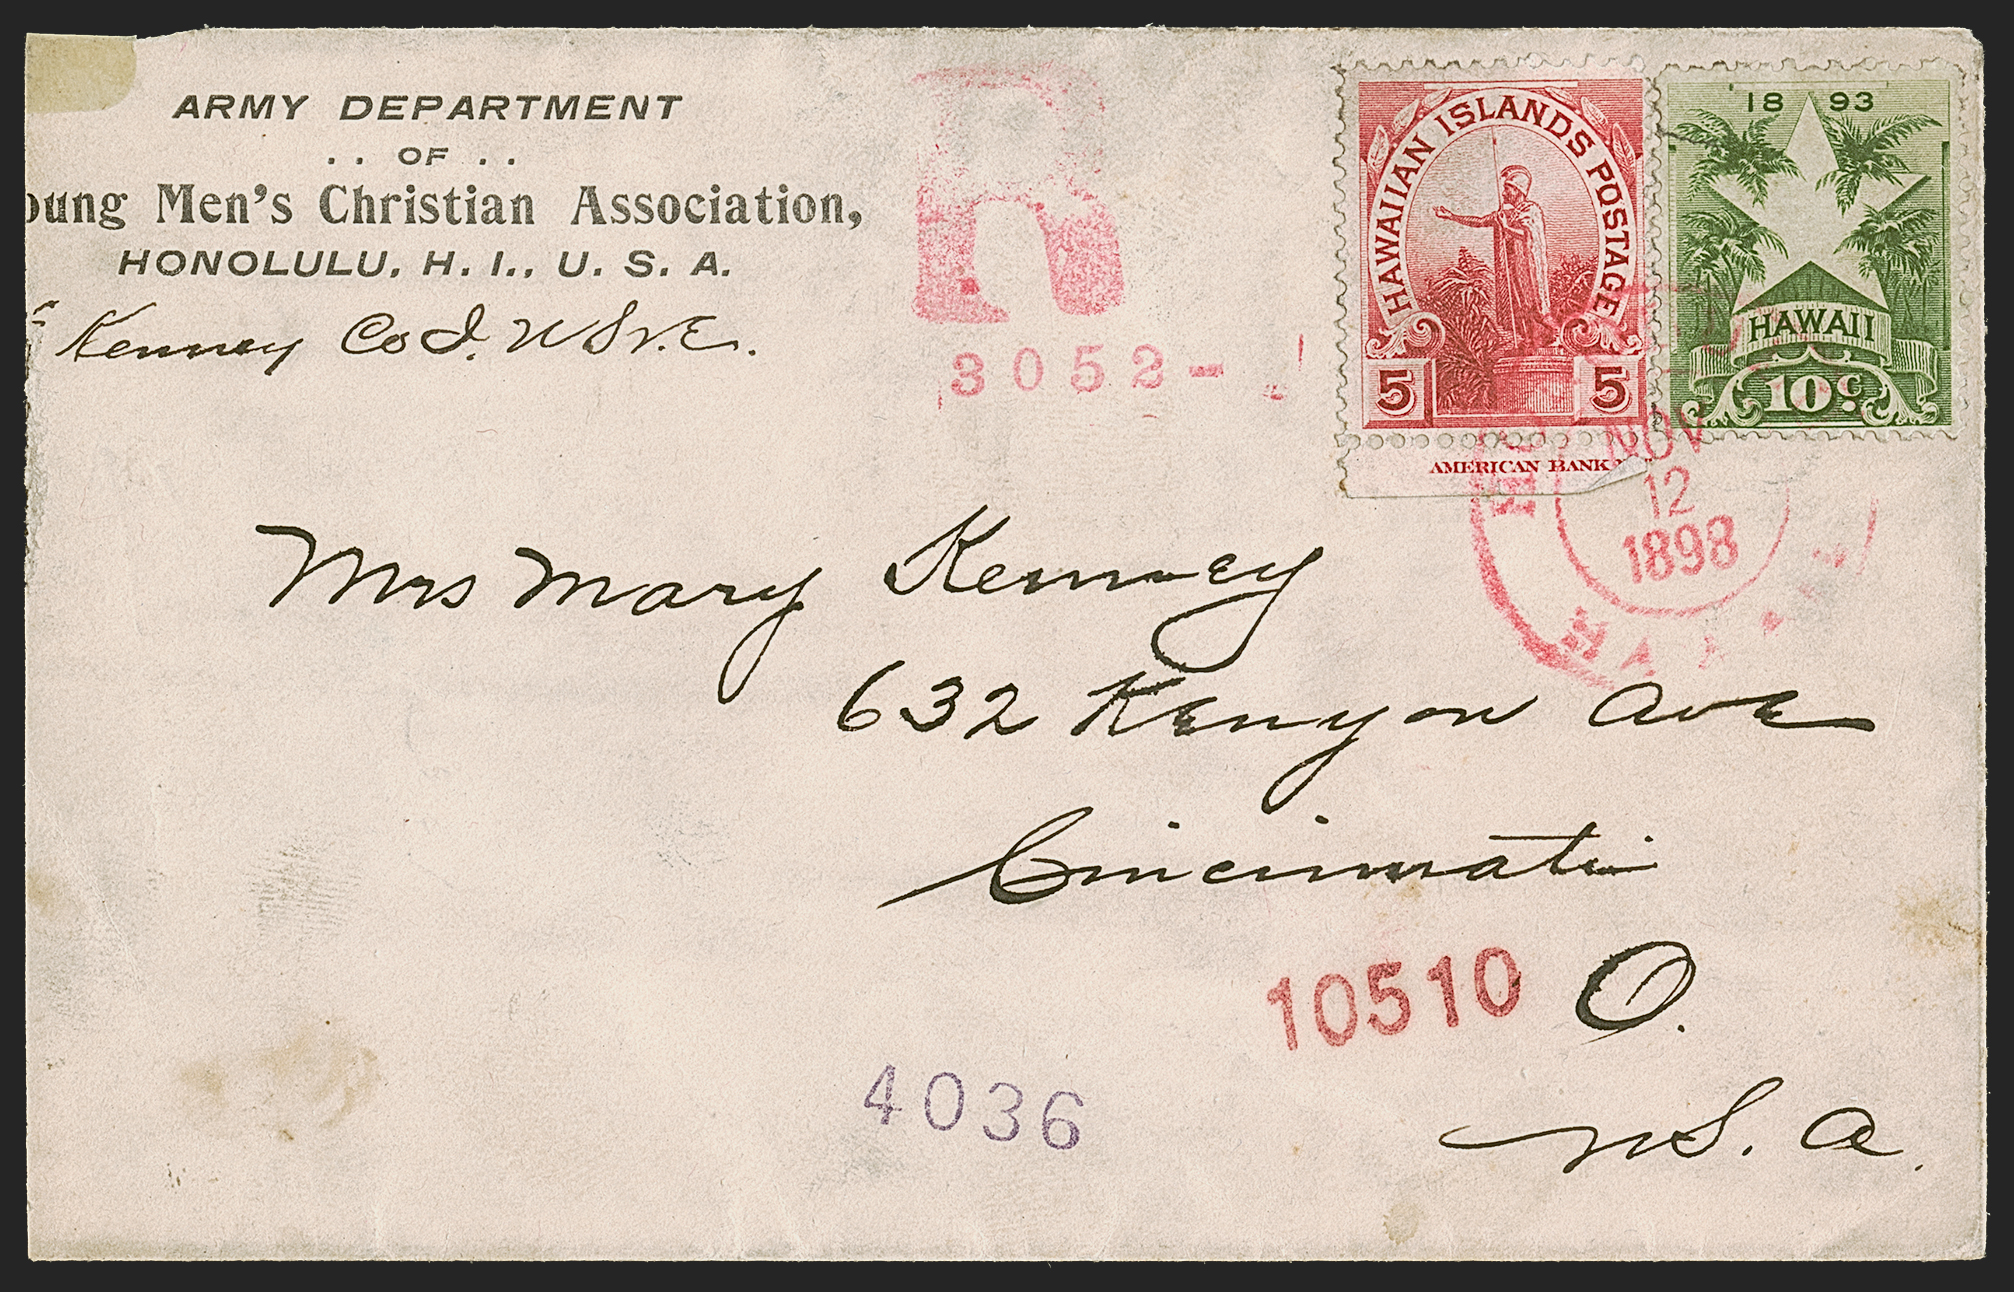 ARMY DEPARTMENT
. . OF . .
oung Men's Christian Association,
HONOLULU, H. I., U. S. A.
Kenney Co I. U S V. E.
R
3052-
HAWAIIAN ISLANDS POSTAGE
5 5
AMERICAN BANK
18 93
HAWAII
10 C.
NOV
12
1898
Mrs Mary Kenney
632 Kenyon Ave
Cincinnati
10510 O.
4036
U S. A.